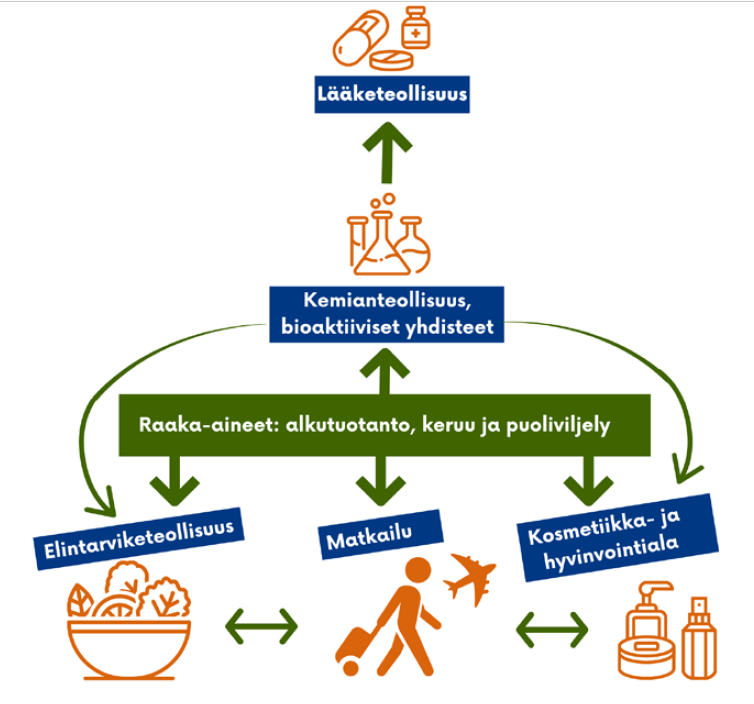 Lääketeollisuus
Kemianteollisuus,
bioaktiiviset yhdisteet
Raaka-aineet: alkutuotanto, keruu ja puoliviljely
Elintarviketeollisuus
Matkailu
Kosmetiikka- ja
hyvinvointiala